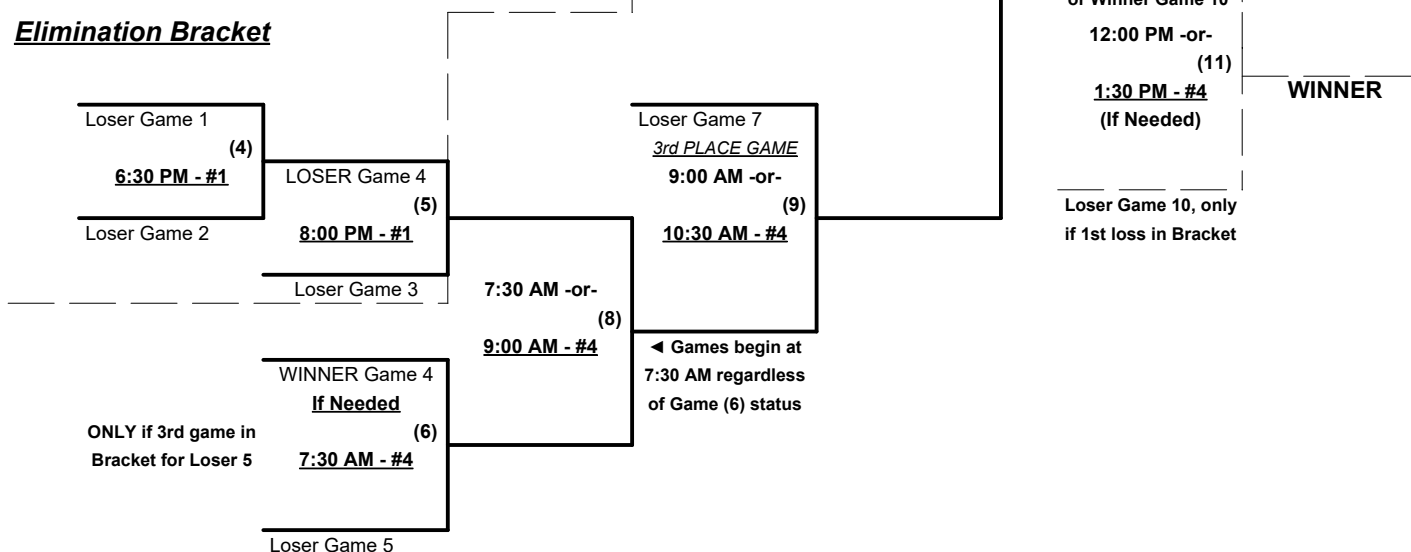 of Winner Game 10
Elimination Bracket
12:00 PM -or-
(11)
1:30 PM - #4
(If Needed)
WINNER
Loser Game 10, only
if 1st loss in Bracket
Loser Game 1
(4)
6:30 PM - #1
Loser Game 2
LOSER Game 4
(5)
8:00 PM - #1
Loser Game 3
Loser Game 7
3rd PLACE GAME
9:00 AM -or-
(9)
10:30 AM - #4
7:30 AM -or-
(8)
9:00 AM - #4
◄ Games begin at
7:30 AM regardless
of Game (6) status
WINNER Game 4
If Needed
(6)
7:30 AM - #4
ONLY if 3rd game in
Bracket for Loser 5
Loser Game 5